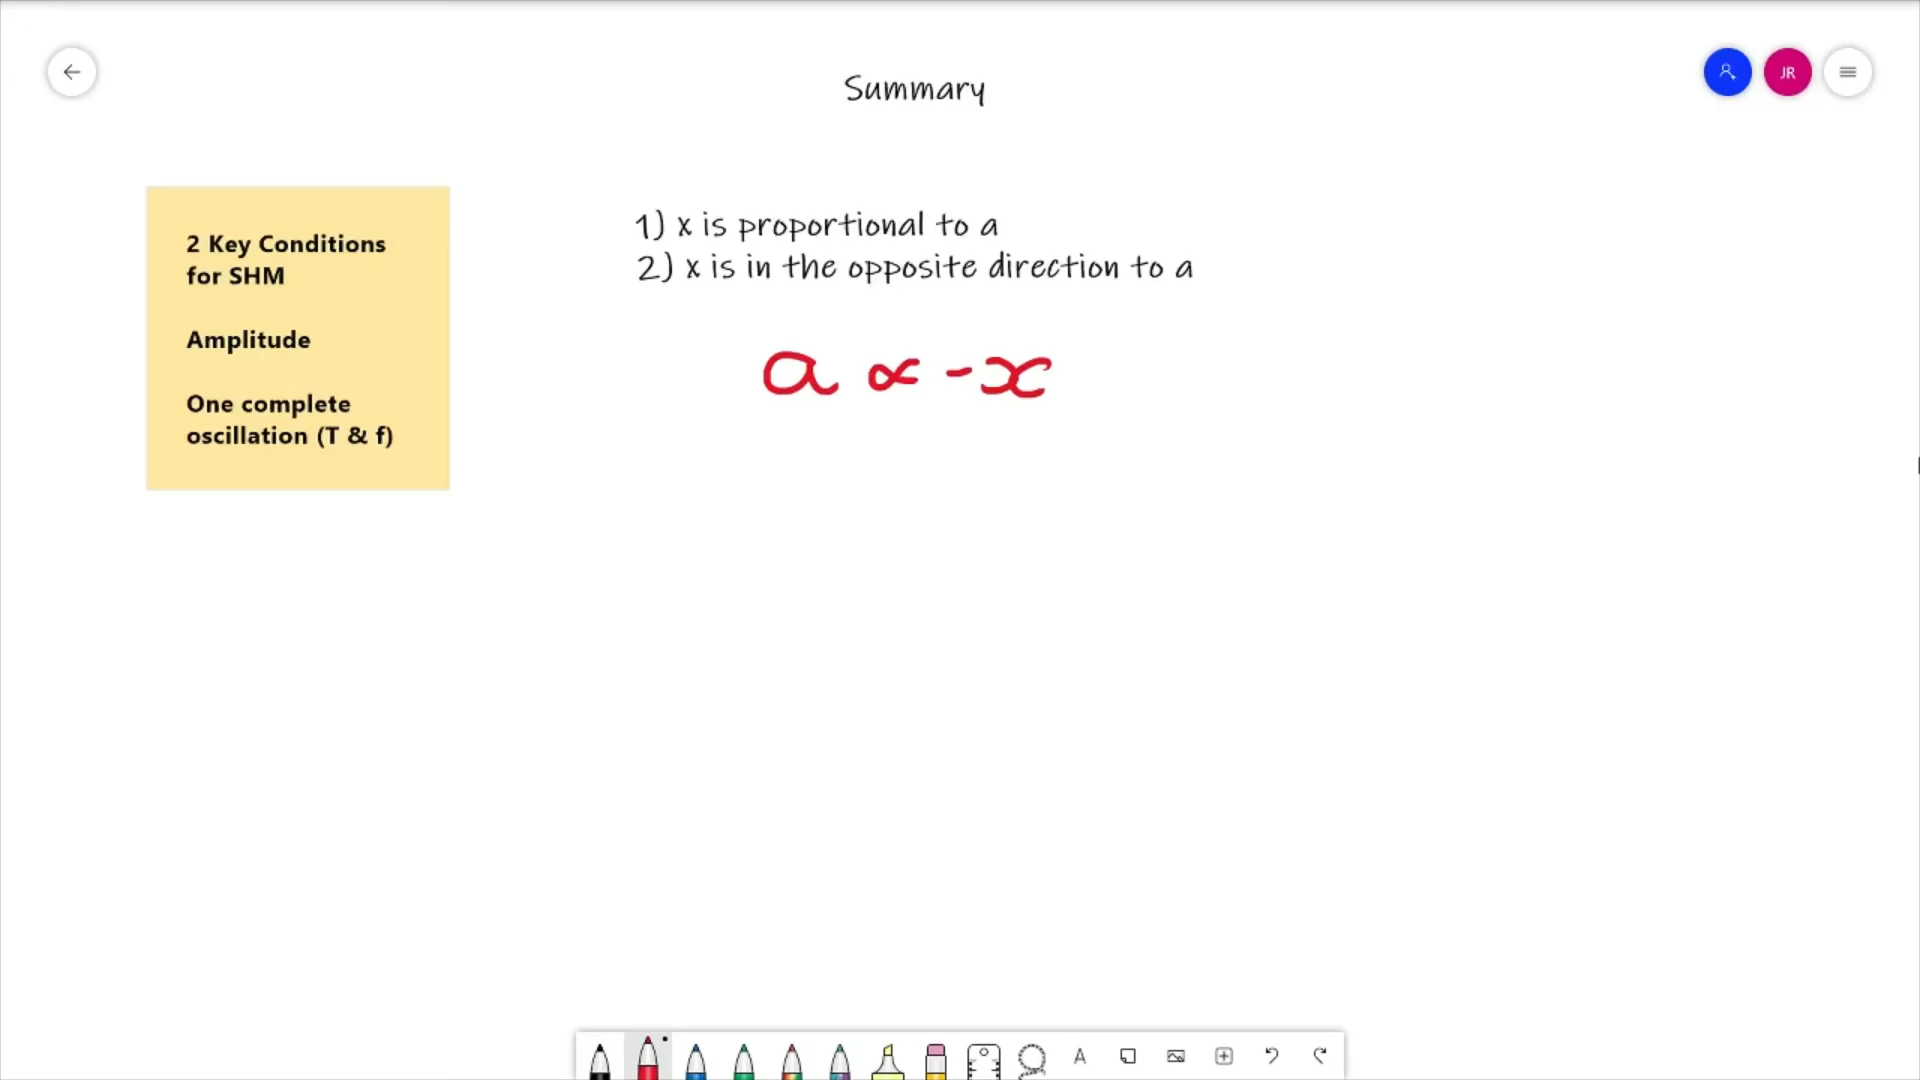 Summary
JR
2 Key Conditions
for SHM
Amplitude
One complete
oscillation (T & f)
1) x is proportional to a
2) x is in the opposite direction to a
a ∝ -x
A